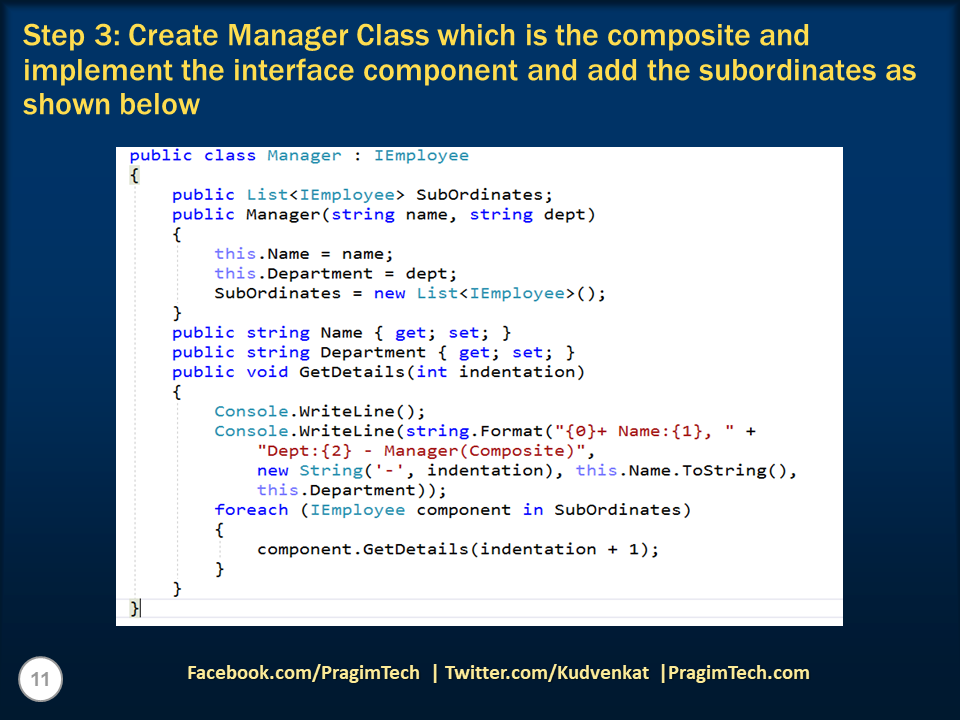 Step 3: Create Manager Class which is the composite and
implement the interface component and add the subordinates as
shown below
public class Manager : IEmployee
{
    public List<IEmployee> SubOrdinates;
    public Manager(string name, string dept)
    {
        this.Name = name;
        this.Department = dept;
        SubOrdinates = new List<IEmployee>();
    }
    public string Name { get; set; }
    public string Department { get; set; }
    public void GetDetails(int indentation)
    {
        Console.WriteLine();
        Console.WriteLine(string.Format("{0}+ Name:{1}, " +
            "Dept:{2} - Manager(Composite)",
            new String('-', indentation), this.Name.ToString(),
            this.Department));
        foreach (IEmployee component in SubOrdinates)
        {
            component.GetDetails(indentation + 1);
        }
    }
}
11
Facebook.com/PragimTech | Twitter.com/Kudvenkat |PragimTech.com